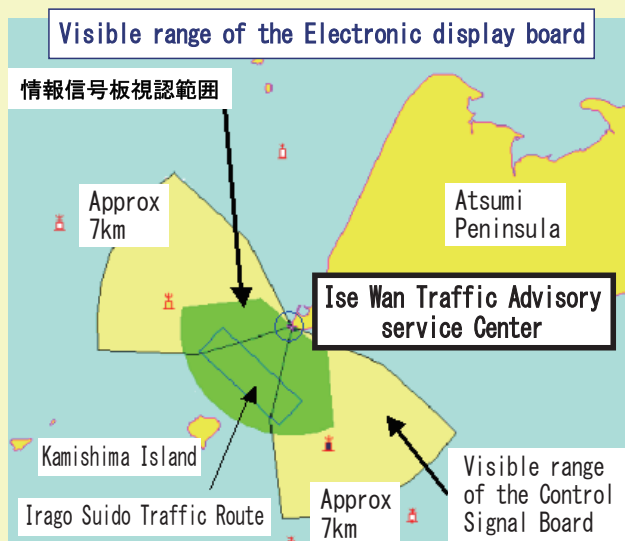 Visible range of the Electronic display board
情報信号板視認範囲
Approx
7km
Atsumi
Peninsula
Ise Wan Traffic Advisory
service Center
Kamishima Island
Irago Suido Traffic Route
Approx
7km
Visible range
of the Control
Signal Board